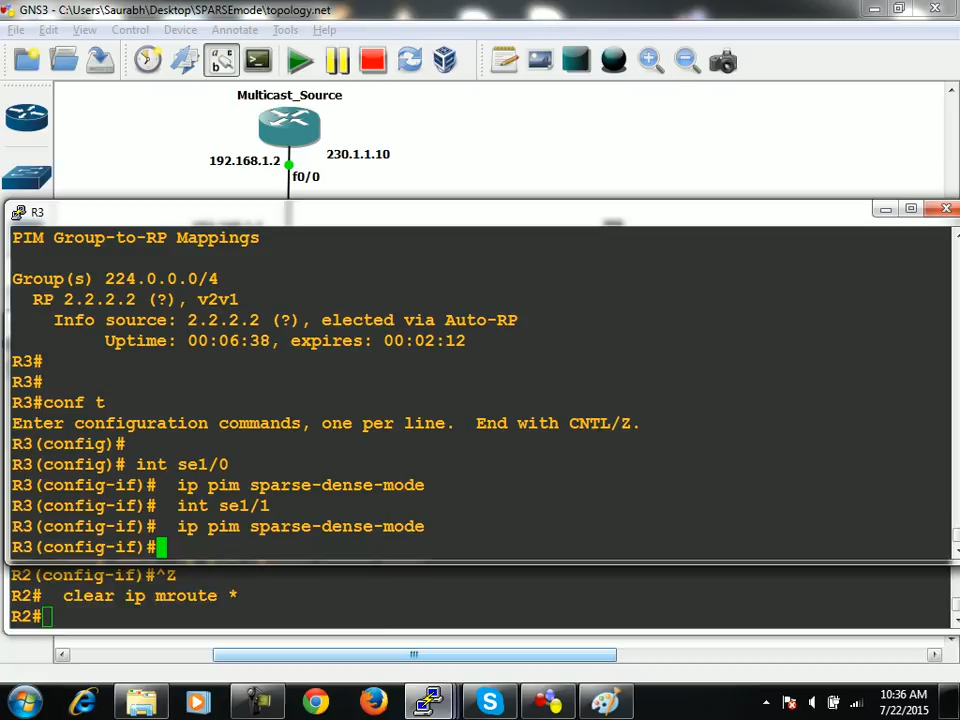 GNS3 - C:\Users\Saurabh\Desktop\SPARSEmode\topology.net
File Edit View Control Device Annotate Tools Help
Multicast_Source
192.168.1.2
230.1.1.10
f0/0
R3
PIM Group-to-RP Mappings
Group(s) 224.0.0.0/4
RP 2.2.2.2 (?), v2v1
Info source: 2.2.2.2 (?), elected via Auto-RP
Uptime: 00:06:38, expires: 00:02:12
R3#
R3#
R3#conf t
Enter configuration commands, one per line. End with CNTL/Z.
R3(config)#
R3(config)# int se1/0
R3(config-if)# ip pim sparse-dense-mode
R3(config-if)# int se1/1
R3(config-if)# ip pim sparse-dense-mode
R3(config-if)#
R2(config-if)#^Z
R2# clear ip mroute *
R2#
10:36 AM
7/22/2015